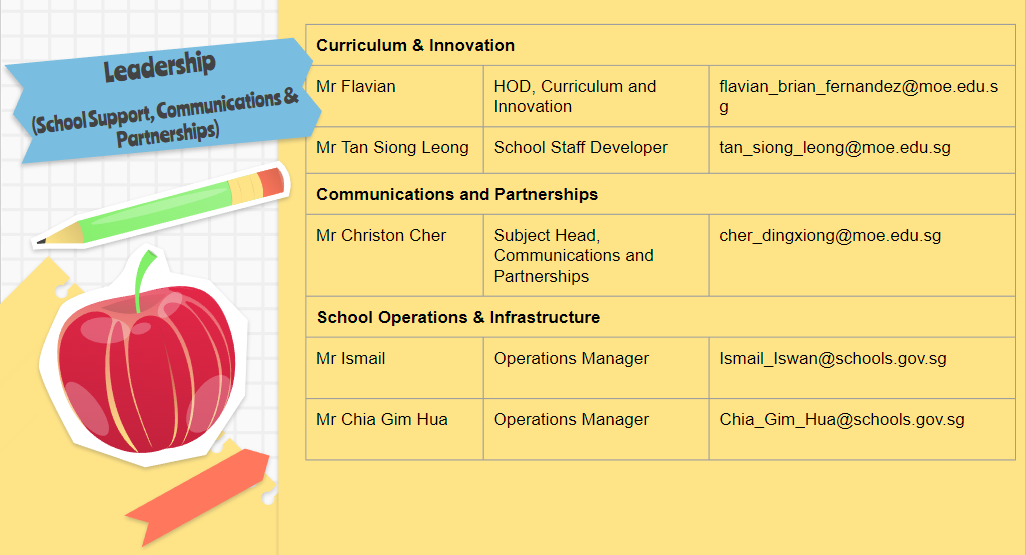 Leadership
(School Support, Communications &
Partnerships)
Curriculum & Innovation
Mr Flavian
HOD, Curriculum and
Innovation
flavian_brian_fernandez@moe.edu.s
g
Mr Tan Siong Leong
School Staff Developer
tan_siong_leong@moe.edu.sg
Communications and Partnerships
Mr Christon Cher
Subject Head,
Communications and
Partnerships
cher_dingxiong@moe.edu.sg
School Operations & Infrastructure
Mr Ismail
Operations Manager
Ismail_Iswan@schools.gov.sg
Mr Chia Gim Hua
Operations Manager
Chia_Gim_Hua@schools.gov.sg